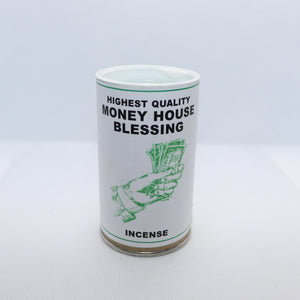 HIGHEST QUALITY
MONEY HOUSE
BLESSING
INCENSE